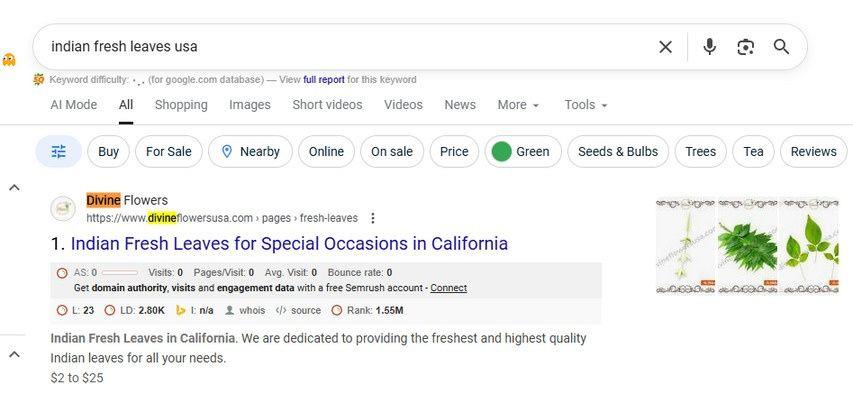 indian fresh leaves usa
Keyword difficulty: (for google.com database) — View full report for this keyword
AI Mode All Shopping Images Short videos Videos News More Tools
Buy For Sale Nearby Online On sale Price Green Seeds & Bulbs Trees Tea Reviews
Divine Flowers
https://www.divineflowersusa.com › pages › fresh-leaves
1. Indian Fresh Leaves for Special Occasions in California
AS: 0 Visits: 0 Pages/Visit: 0 Avg. Visit: 0 Bounce rate: 0
Get domain authority, visits and engagement data with a free Semrush account - Connect
L: 23 LD: 2.80K I: n/a whois </> source Rank: 1.55M
Indian Fresh Leaves in California. We are dedicated to providing the freshest and highest quality
Indian leaves for all your needs.
$2 to $25